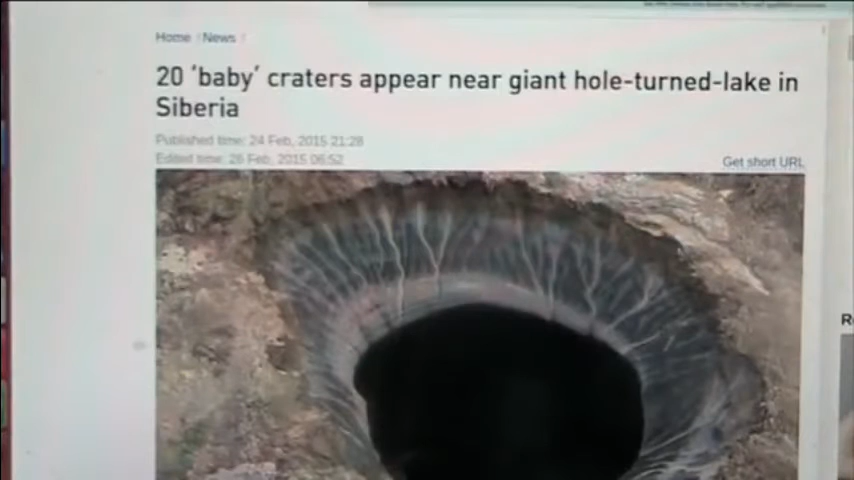 Home News
20 'baby' craters appear near giant hole-turned-lake in
Siberia
Published time: 24 Feb, 2015 21:28
Edited time: 26 Feb, 2015 06:52
Get short URL
R